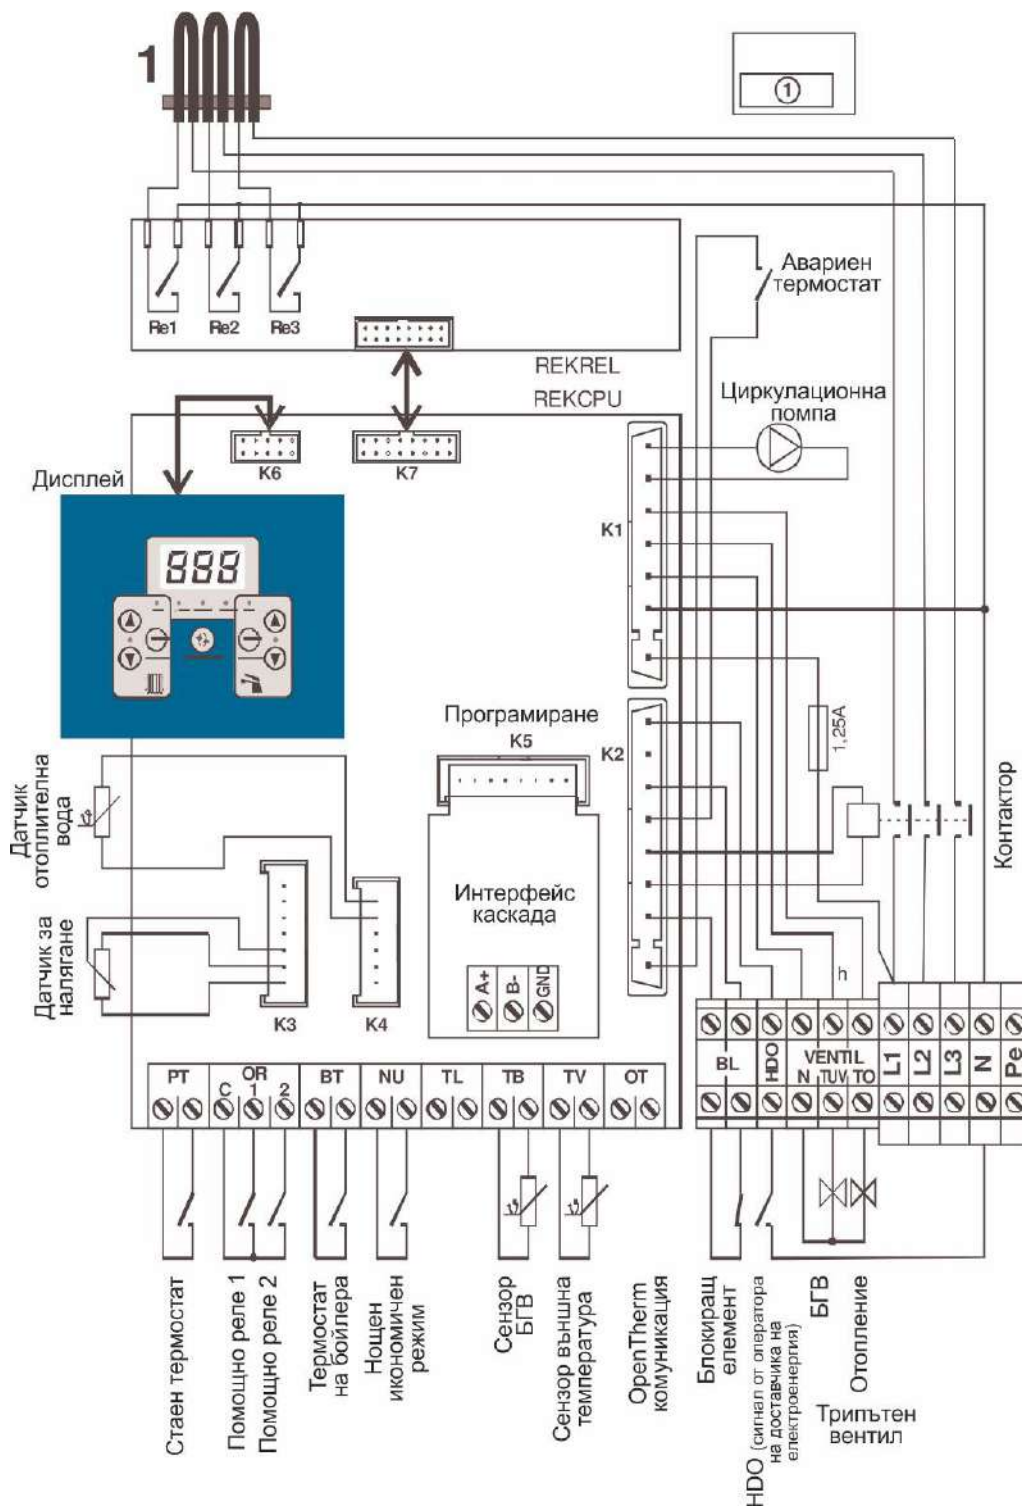 1
①
Re1 Re2 Re3
REKREL
REKCPU
Авариен
термостат
Циркулационна
помпа
K6
K7
K1
Дисплей
888
Програмиране
K5
K2
1,25A
Контактор
Датчик
отоплителна
вода
Интерфейс
каскада
A+ B- GND
Датчик за
налягане
K3
K4
h
PT
OR
C 1 2
BT NU TL TB TV OT
BL
HDO
VENTIL
N TUV TO
L1 L2 L3 N Pe
Стаен термостат
Помощно реле 1
Помощно реле 2
Термостат
на бойлера
Нощен
икономичен
режим
Сензор
БГВ
Сензор външна
температура
OpenTherm
комуникация
Блокиращ
елемент
HDO (сигнал от оператора
на доставчика на
електроенергия)
БГВ
Отопление
Трипътен
вентил